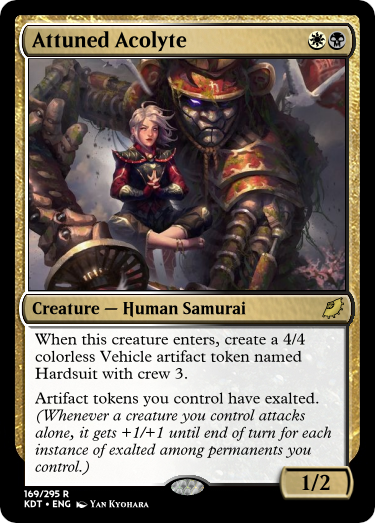 Attuned Acolyte
Creature — Human Samurai
When this creature enters, create a 4/4
colorless Vehicle artifact token named
Hardsuit with crew 3.
Artifact tokens you control have exalted.
(Whenever a creature you control attacks
alone, it gets +1/+1 until end of turn for each
instance of exalted among permanents you
control.)
1/2
169/295 R
KDT • ENG Yan Kyohara